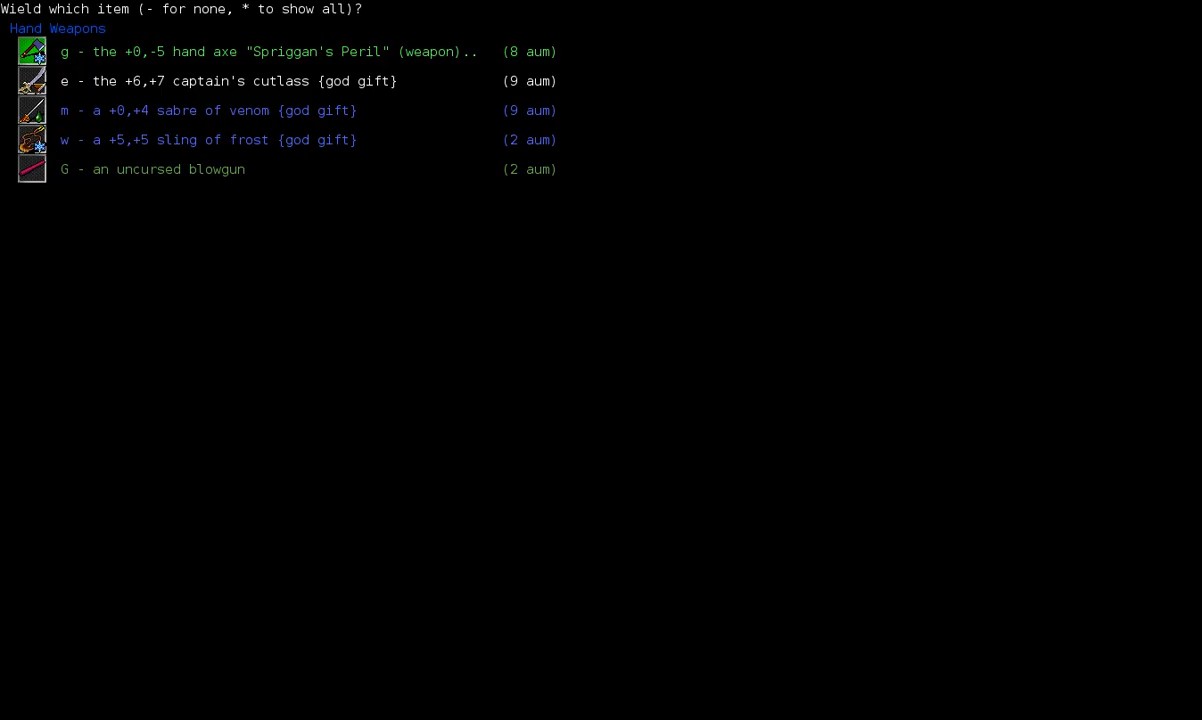 Wield which item (- for none, * to show all)?
Hand Weapons
g - the +0,-5 hand axe "Spriggan's Peril" (weapon).. (8 aum)
e - the +6,+7 captain's cutlass {god gift} (9 aum)
m - a +0,+4 sabre of venom {god gift} (9 aum)
w - a +5,+5 sling of frost {god gift} (2 aum)
G - an uncursed blowgun (2 aum)